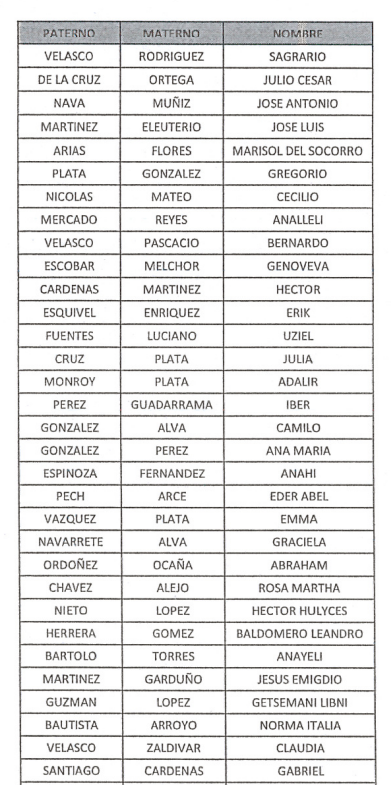 PATERNO MATERNO NOMBRE
VELASCO RODRIGUEZ SAGRARIO
DE LA CRUZ ORTEGA JULIO CESAR
NAVA MUÑIZ JOSE ANTONIO
MARTINEZ ELEUTERIO JOSE LUIS
ARIAS FLORES MARISOL DEL SOCORRO
PLATA GONZALEZ GREGORIO
NICOLAS MATEO CECILIO
MERCADO REYES ANALLELI
VELASCO PASCACIO BERNARDO
ESCOBAR MELCHOR GENOVEVA
CARDENAS MARTINEZ HECTOR
ESQUIVEL ENRIQUEZ ERIK
FUENTES LUCIANO UZIEL
CRUZ PLATA JULIA
MONROY PLATA ADALIR
PEREZ GUADARRAMA IBER
GONZALEZ ALVA CAMILO
GONZALEZ PEREZ ANA MARIA
ESPINOZA FERNANDEZ ANAHI
PECH ARCE EDER ABEL
VAZQUEZ PLATA EMMA
NAVARRETE ALVA GRACIELA
ORDOÑEZ OCAÑA ABRAHAM
CHAVEZ ALEJO ROSA MARTHA
NIETO LOPEZ HECTOR HULYCES
HERRERA GOMEZ BALDOMERO LEANDRO
BARTOLO TORRES ANAYELI
MARTINEZ GARDUÑO JESUS EMIGDIO
GUZMAN LOPEZ GETSEMANI LIBNI
BAUTISTA ARROYO NORMA ITALIA
VELASCO ZALDIVAR CLAUDIA
SANTIAGO CARDENAS GABRIEL